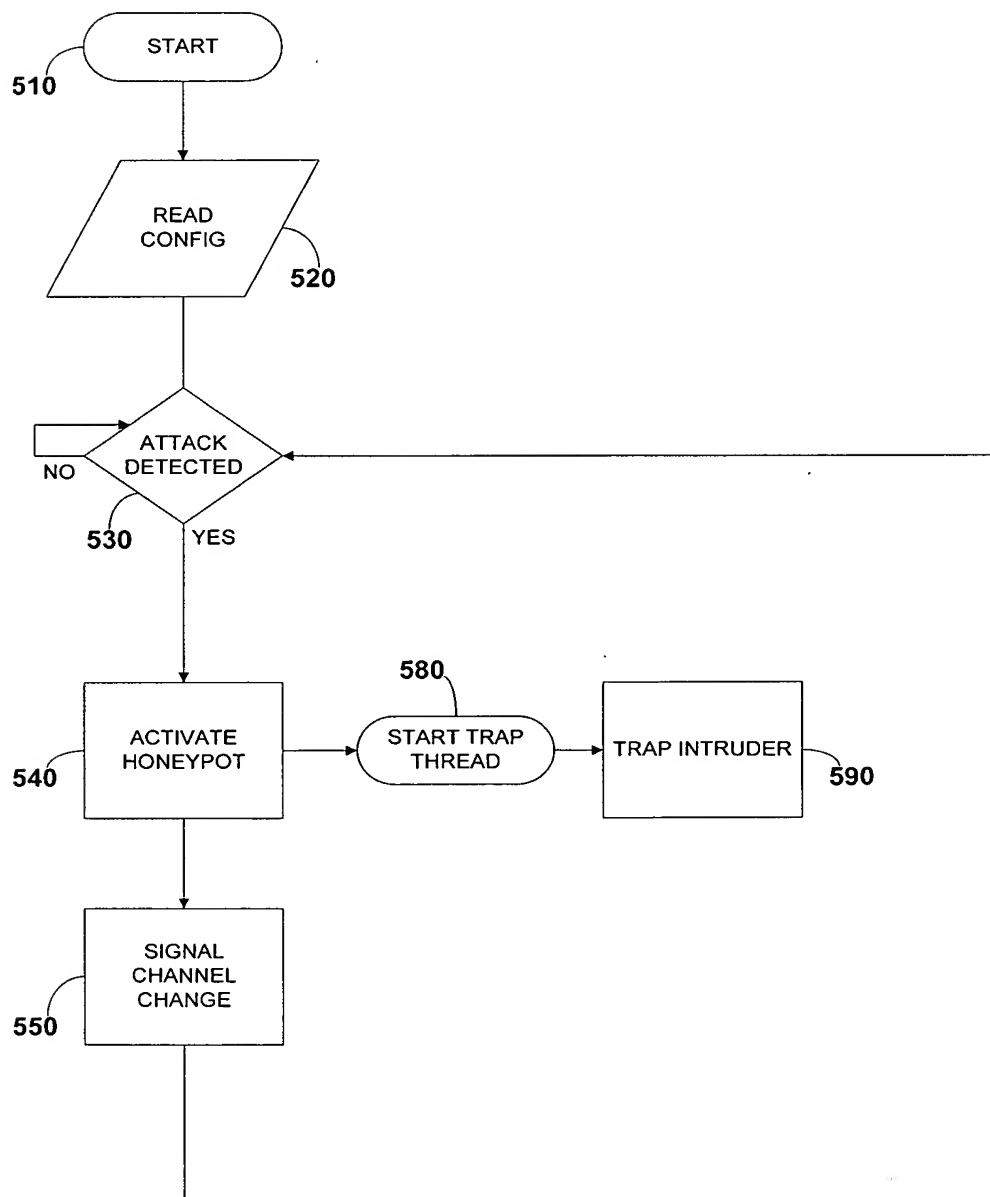 START
510
READ
CONFIG
520
ATTACK
DETECTED
NO
530
YES
580
ACTIVATE
HONEYPOT
START TRAP
THREAD
TRAP INTRUDER
540
590
SIGNAL
CHANNEL
CHANGE
550